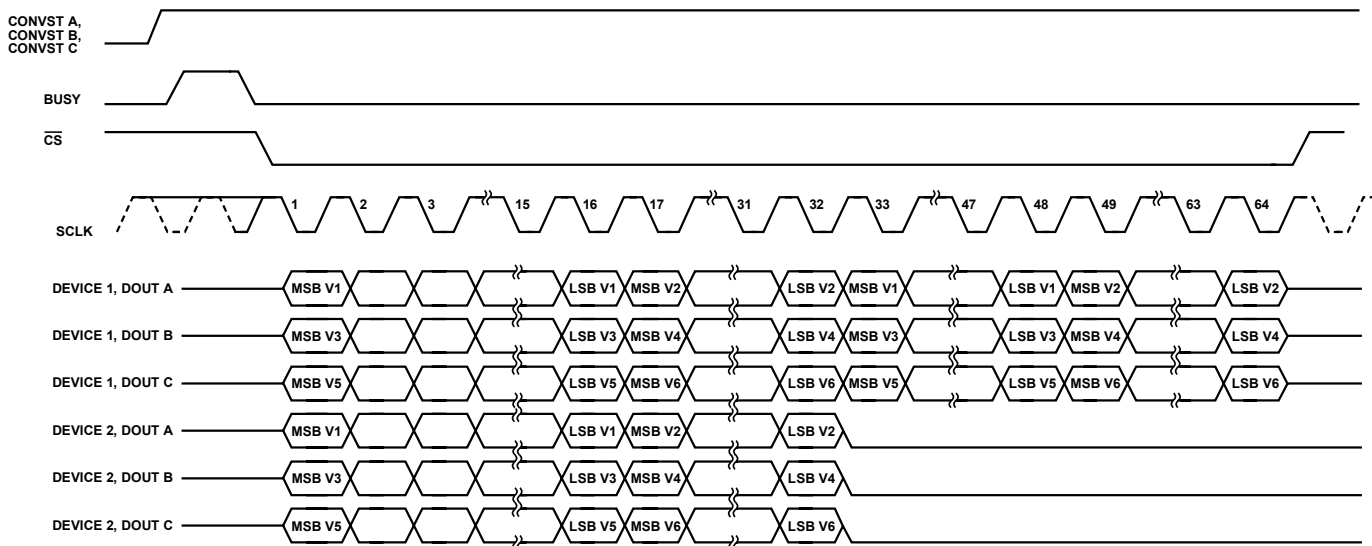 CONVST A,
CONVST B,
CONVST C
BUSY
CS
SCLK
1 2 3 15 16 17 31 32 33 47 48 49 63 64
DEVICE 1, DOUT A MSB V1 LSB V1 MSB V2 LSB V2 MSB V1 LSB V1 MSB V2 LSB V2
DEVICE 1, DOUT B MSB V3 LSB V3 MSB V4 LSB V4 MSB V3 LSB V3 MSB V4 LSB V4
DEVICE 1, DOUT C MSB V5 LSB V5 MSB V6 LSB V6 MSB V5 LSB V5 MSB V6 LSB V6
DEVICE 2, DOUT A MSB V1 LSB V1 MSB V2 LSB V2
DEVICE 2, DOUT B MSB V3 LSB V3 MSB V4 LSB V4
DEVICE 2, DOUT C MSB V5 LSB V5 MSB V6 LSB V6